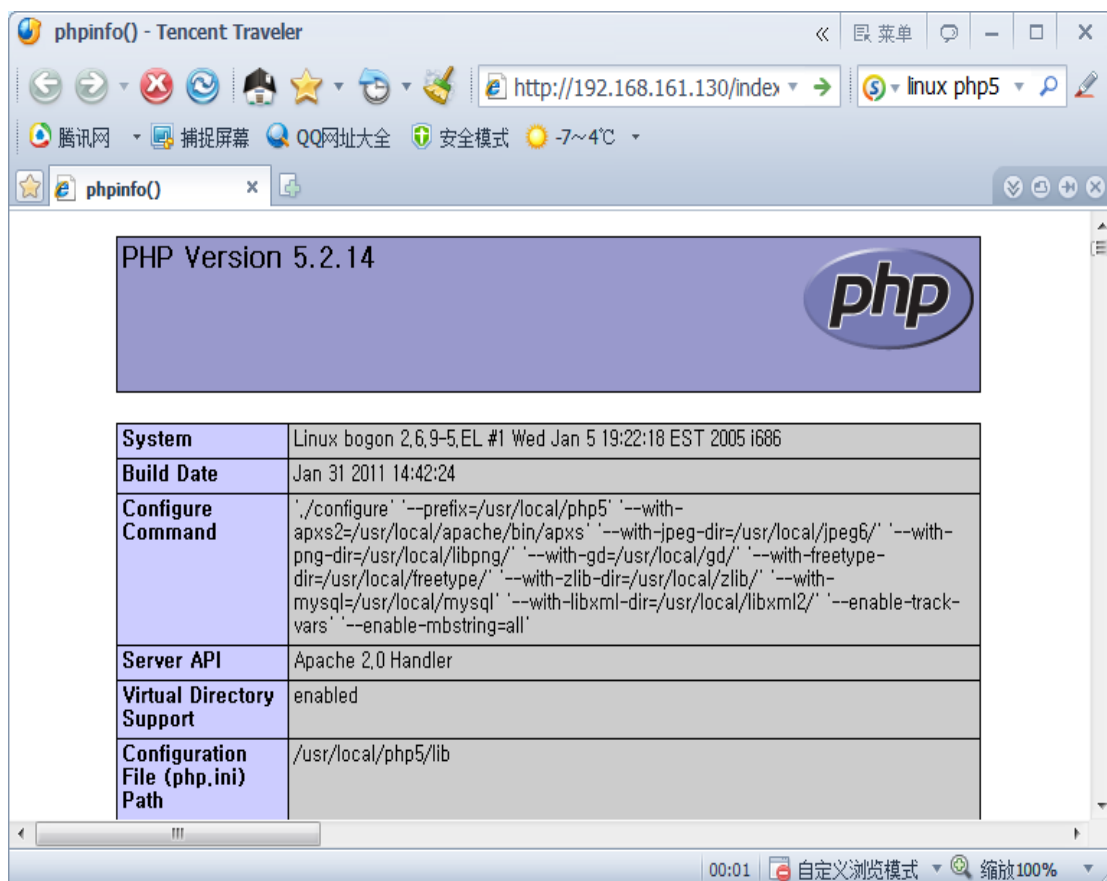 phpinfo() - Tencent Traveler
菜单
http://192.168.161.130/index
linux php5
腾讯网 捕捉屏幕 QQ网址大全 安全模式 -7~4℃
phpinfo()
PHP Version 5.2.14
php
System Linux bogon 2.6.9-5.EL #1 Wed Jan 5 19:22:18 EST 2005 i686
Build Date Jan 31 2011 14:42:24
Configure Command
'./configure' '--prefix=/usr/local/php5' '--with-
apxs2=/usr/local/apache/bin/apxs' '--with-jpeg-dir=/usr/local/jpeg6/' '--with-
png-dir=/usr/local/libpng/' '--with-gd=/usr/local/gd/' '--with-freetype-
dir=/usr/local/freetype/' '--with-zlib-dir=/usr/local/zlib/' '--with-
mysql=/usr/local/mysql' '--with-libxml-dir=/usr/local/libxml2/' '--enable-track-
vars' '--enable-mbstring=all'
Server API Apache 2.0 Handler
Virtual Directory
Support
enabled
Configuration
File (php.ini)
Path
/usr/local/php5/lib
00:01 自定义浏览模式 缩放100%